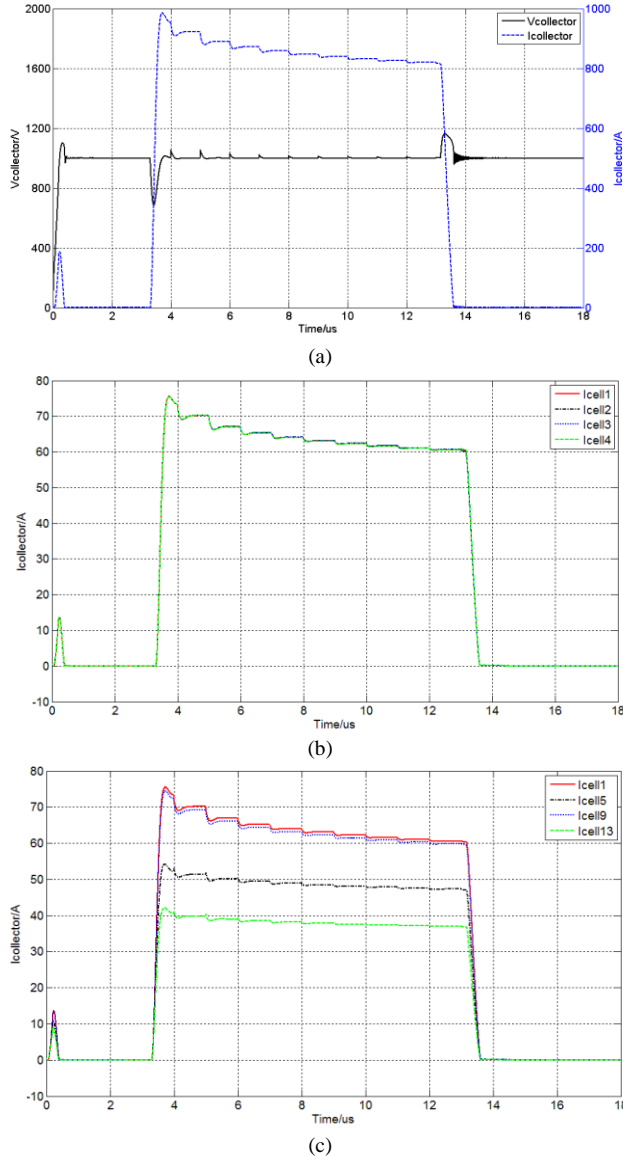 2000
1600
1200
800
400
0
Vcollector/V
Vcollector
Icollector
1000
800
600
400
200
0
Icollector/A
0 2 4 6 8 10 12 14 16 18
Time/us
(a)
80
70
60
50
40
30
20
10
0
-10
Icollector/A
Icell1
Icell2
Icell3
Icell4
0 2 4 6 8 10 12 14 16 18
Time/us
(b)
80
70
60
50
40
30
20
10
0
-10
Icollector/A
Icell1
Icell5
Icell9
Icell13
0 2 4 6 8 10 12 14 16 18
Time/us
(c)